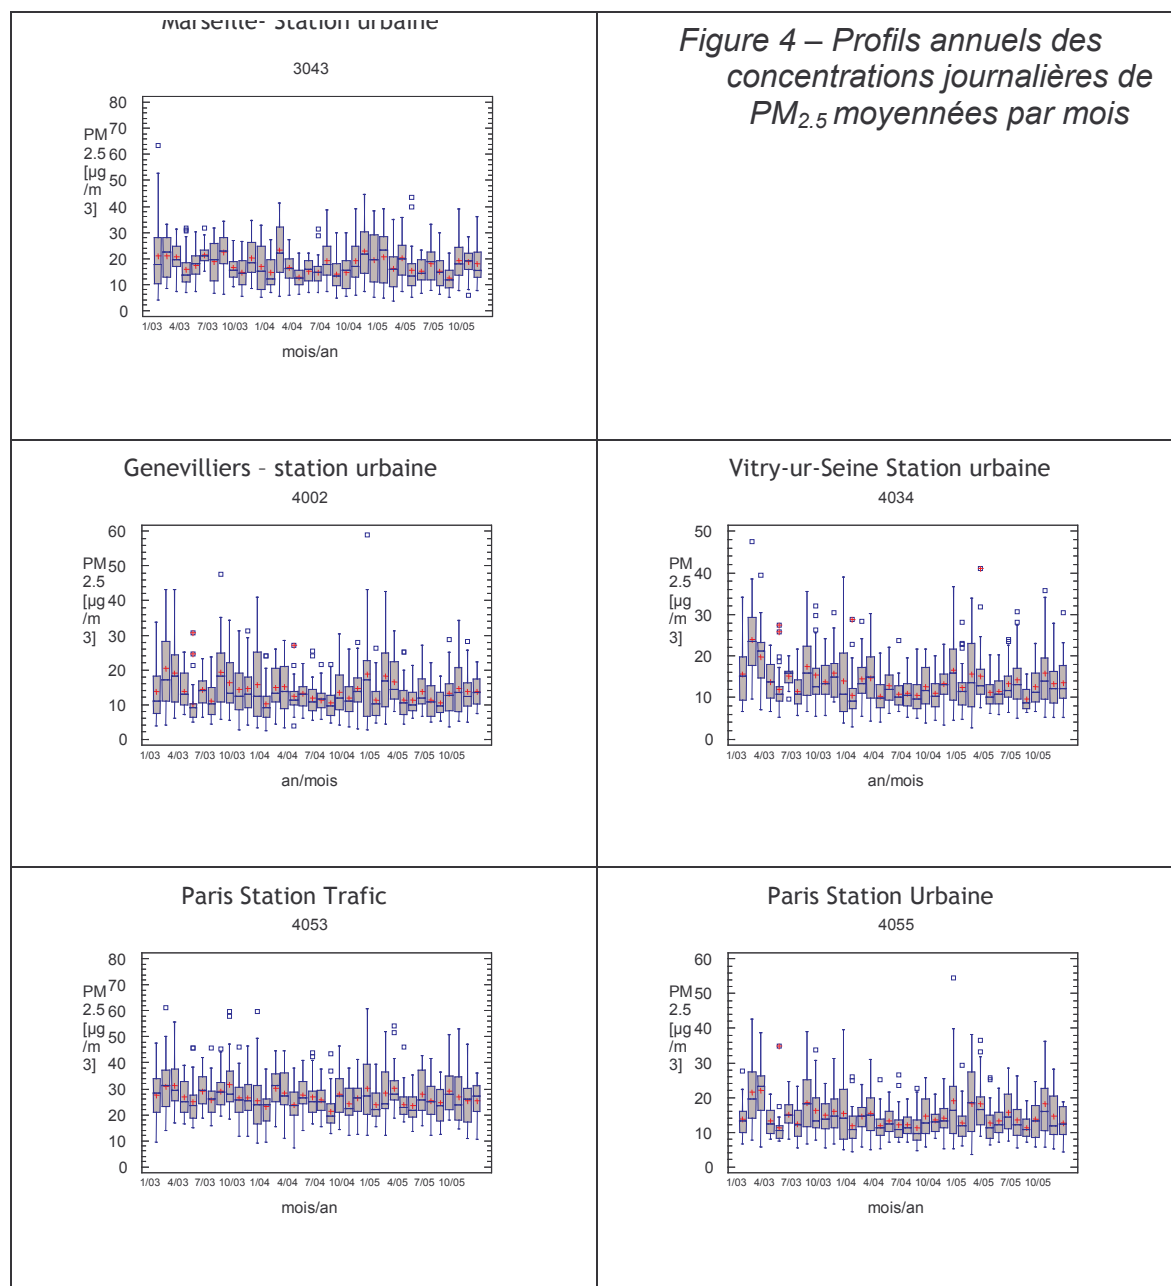 Marseille- Station urbaine
3043
80
70
60
50
40
30
20
10
0
PM
2.5
[µg
/m
3]
1/03 4/03 7/03 10/03 1/04 4/04 7/04 10/04 1/05 4/05 7/05 10/05
mois/an
Figure 4 – Profils annuels des
concentrations journalières de
PM2.5 moyennées par mois
Genevilliers – station urbaine
4002
60
50
40
30
20
10
0
PM
2.5
[µg
/m
3]
1/03 4/03 7/03 10/03 1/04 4/04 7/04 10/04 1/05 4/05 7/05 10/05
an/mois
Vitry-ur-Seine Station urbaine
4034
50
40
30
20
10
0
PM
2.5
[µg
/m
3]
1/03 4/03 7/03 10/03 1/04 4/04 7/04 10/04 1/05 4/05 7/05 10/05
an/mois
Paris Station Trafic
4053
80
70
60
50
40
30
20
10
0
PM
2.5
[µg
/m
3]
1/03 4/03 7/03 10/03 1/04 4/04 7/04 10/04 1/05 4/05 7/05 10/05
mois/an
Paris Station Urbaine
4055
60
50
40
30
20
10
0
PM
2.5
[µg
/m
3]
1/03 4/03 7/03 10/03 1/04 4/04 7/04 10/04 1/05 4/05 7/05 10/05
mois/an